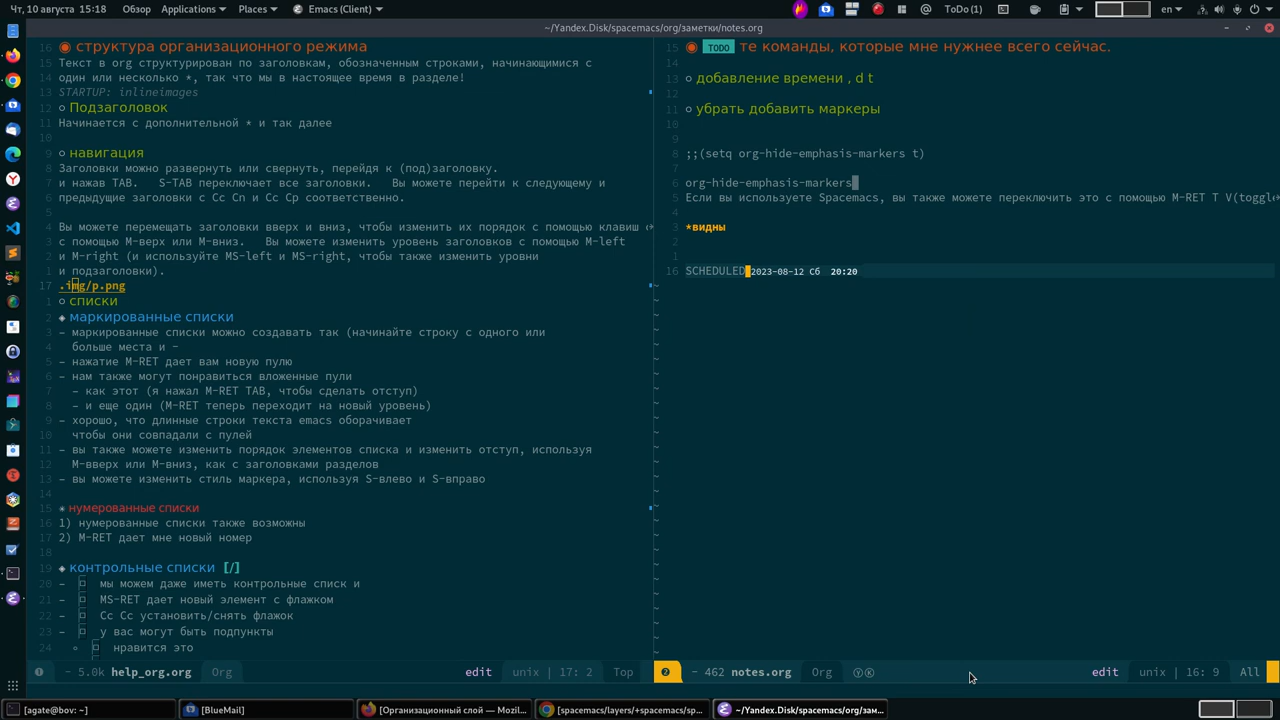 Чт, 10 августа 15:18
Обзор
Applications
Places
Emacs (Client)
ToDo (1)
en
~/Yandex.Disk/spacemacs/org/заметки/notes.org
16 структура организационного режима
15 Текст в org структурирован по заголовкам, обозначенным строками, начинающимися с
14 один или несколько *, так что мы в настоящее время в разделе!
13 STARTUP: inlineimages
12 Подзаголовок
11 Начинается с дополнительной * и так далее
10
9 навигация
8 Заголовки можно развернуть или свернуть, перейдя к (под)заголовку.
7 и нажав TAB. S-TAB переключает все заголовки. Вы можете перейти к следующему и
6 предыдущие заголовки с Cc Cn и Cc Cp соответственно.
5
4 Вы можете перемещать заголовки вверх и вниз, чтобы изменить их порядок с помощью клавиш
3 с помощью M-верх или M-вниз. Вы можете изменить уровень заголовков с помощью M-left
2 и M-right (и используйте MS-left и MS-right, чтобы также изменить уровни
1 и подзаголовки).
17 .img/p.png
1 списки
2 маркированные списки
3 – маркированные списки можно создавать так (начинайте строку с одного или
4 больше места и -
5 – нажатие M-RET дает вам новую пулю
6 – нам также могут понравиться вложенные пули
7 – как этот (я нажал M-RET TAB, чтобы сделать отступ)
8 – и еще один (M-RET теперь переходит на новый уровень)
9 – хорошо, что длинные строки текста emacs оборачивает
10 чтобы они совпадали с пулей
11 – вы также можете изменить порядок элементов списка и изменить отступ, используя
12 M-вверх или M-вниз, как с заголовками разделов
13 – вы можете изменить стиль маркера, используя S-влево и S-вправо
14
15 нумерованные списки
16 1) нумерованные списки также возможны
17 2) M-RET дает мне новый номер
18
19 контрольные списки [/]
20 – мы можем даже иметь контрольные списк и
21 – MS-RET дает новый элемент с флажком
22 – Cc Cc установить/снять флажок
23 – у вас могут быть подпункты
24 нравится это
- 5.0k help_org.org Org edit unix | 17: 2 Top
15 TODO те команды, которые мне нужнее всего сейчас.
14
13 добавление времени , d t
12
11 убрать добавить маркеры
10
9
8 ;;(setq org-hide-emphasis-markers t)
7
6 org-hide-emphasis-markers
5 Если вы используете Spacemacs, вы также можете переключить это с помощью M-RET T V(toggl
4
3 *видны
2
1
16 SCHEDULED 2023-08-12 Сб 20:20
- 462 notes.org Org edit unix | 16: 9 All
[agate@bov: ~]
[BlueMail]
[Организационный слой — Mozil...
[spacemacs/layers/+spacemacs/sp...
~/Yandex.Disk/spacemacs/org/зам...